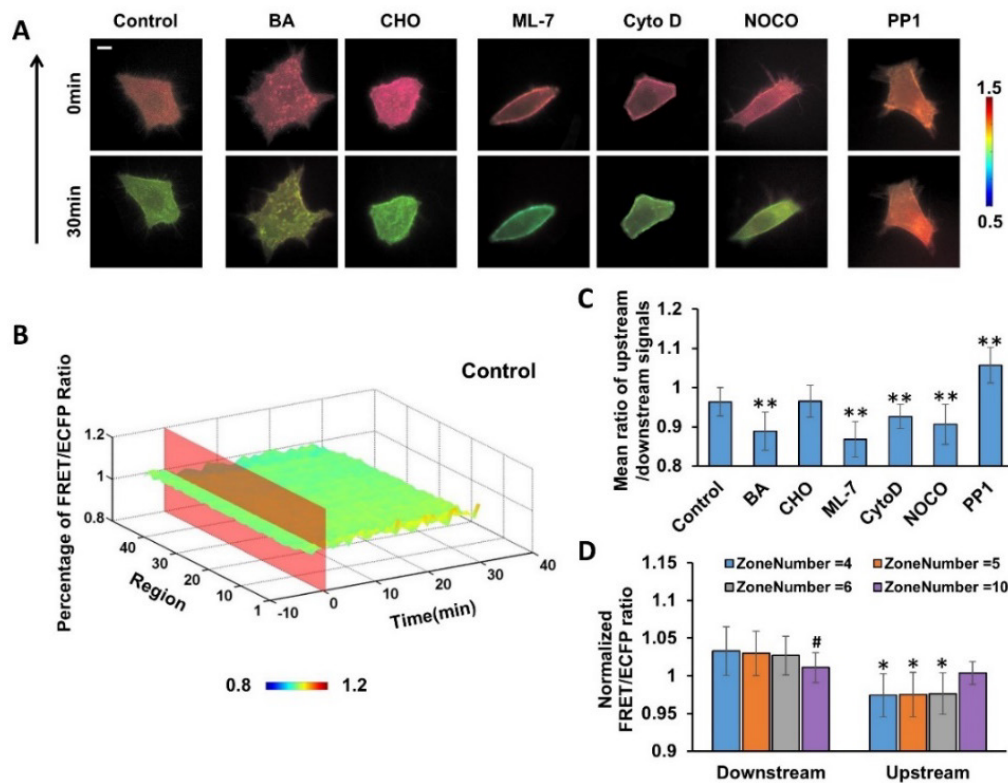 A
Control BA CHO ML-7 Cyto D NOCO PP1
0min
30min
1.5
0.5
B
Control
Percentage of FRET/ECFP Ratio
1.2
1
0.8
40
30
20
10
1
Region
-10
0
10
20
30
40
Time(min)
0.8 1.2
C
Mean ratio of upstream
/downstream signals
1.2
1.1
1
0.9
0.8
** ** ** ** **
Control BA CHO ML-7 CytoD NOCO PP1
D
ZoneNumber =4 ZoneNumber =5
ZoneNumber =6 ZoneNumber =10
Normalized
FRET/ECFP ratio
1.15
1.1
1.05
1
0.95
0.9
# * * *
Downstream Upstream